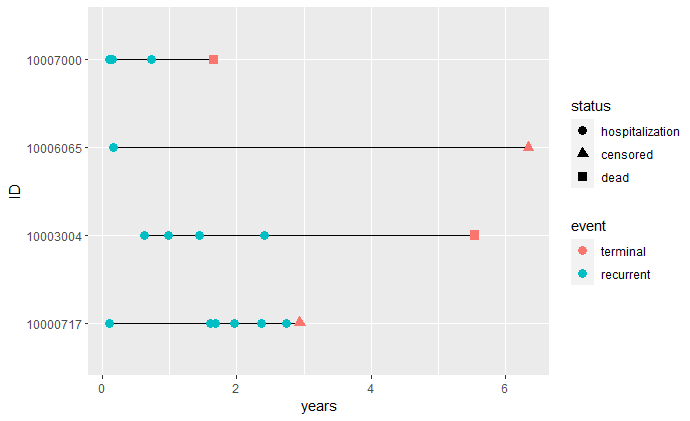 10007000
10006065
10003004
10000717
ID
0 2 4 6
years
status
hospitalization
censored
dead
event
terminal
recurrent